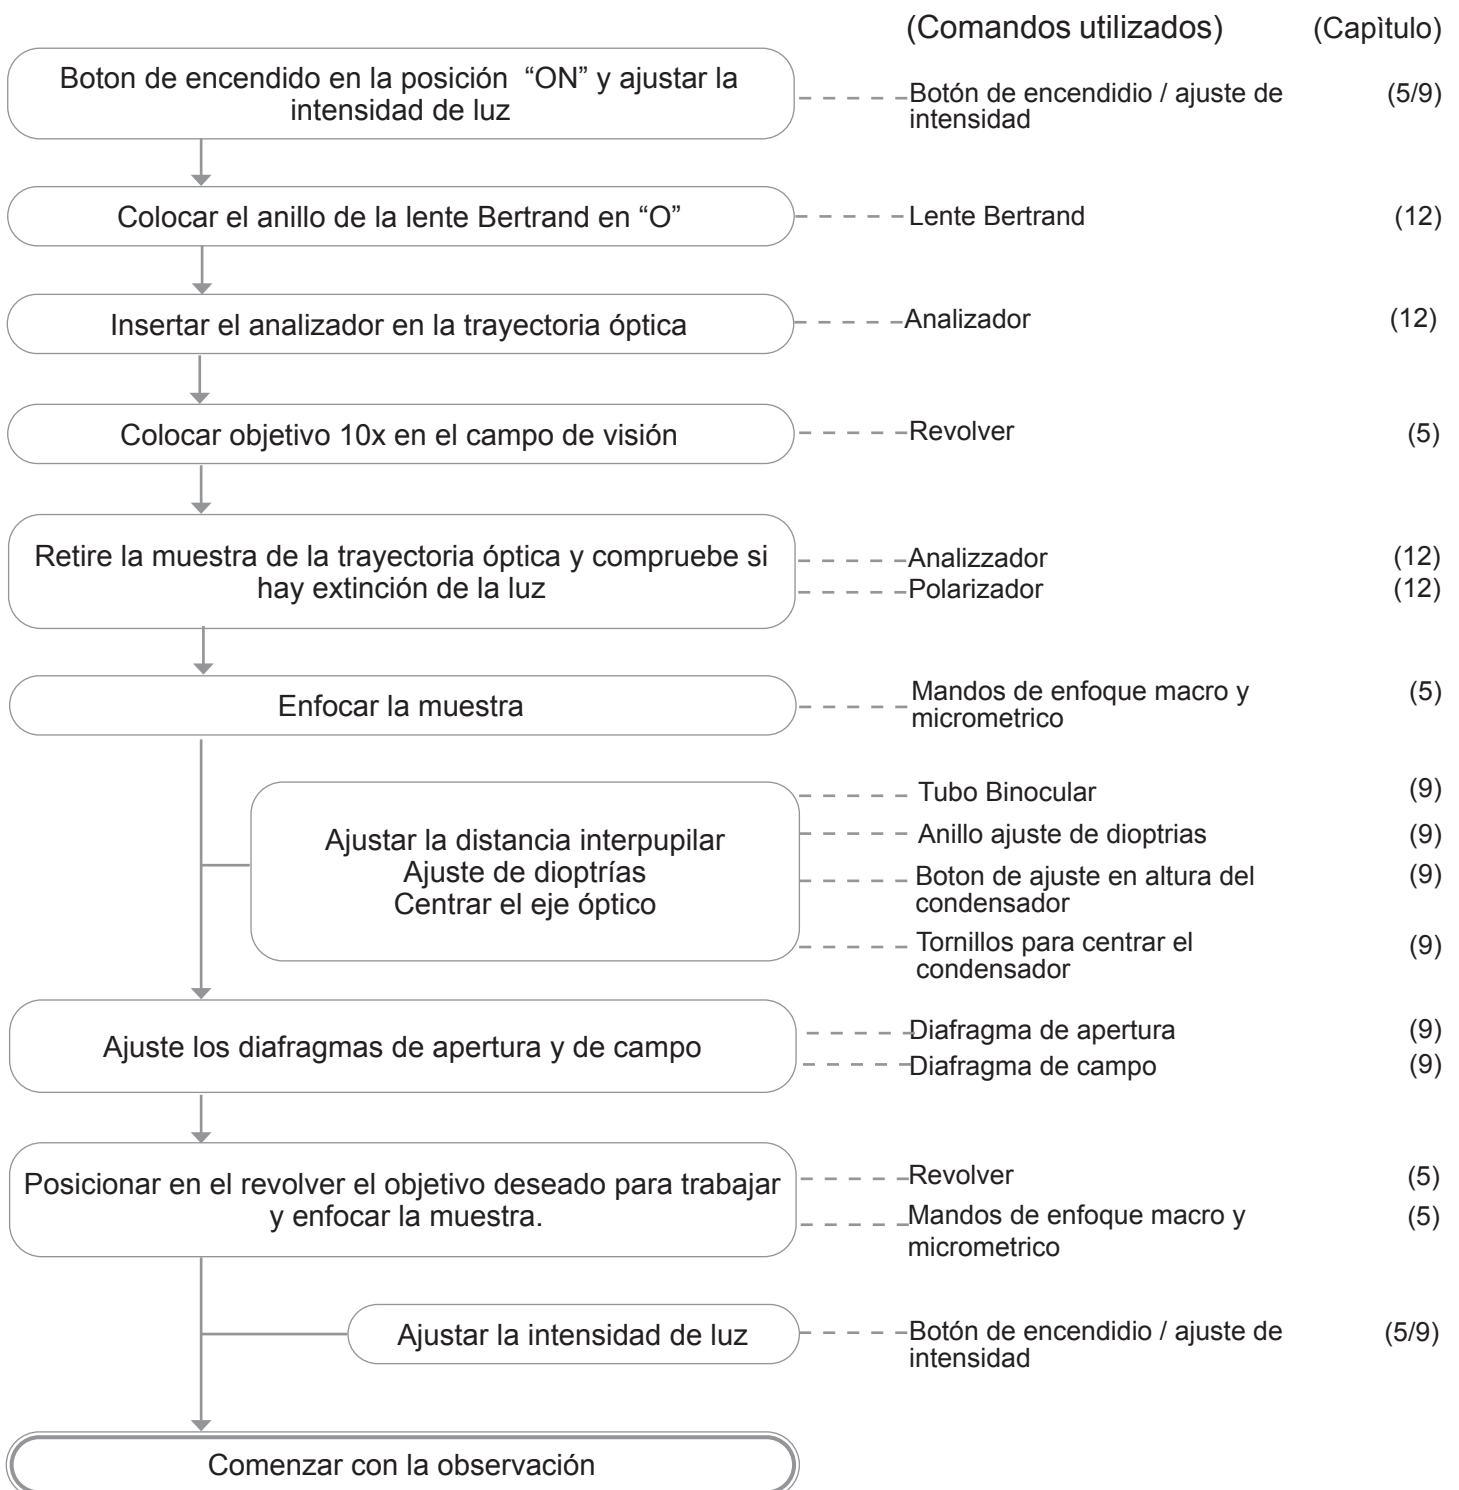 (Comandos utilizados) (Capìtulo)
Boton de encendido en la posición “ON” y ajustar la
intensidad de luz
Botón de encendidio / ajuste de
intensidad
(5/9)
Colocar el anillo de la lente Bertrand en “O”
Lente Bertrand
(12)
Insertar el analizador en la trayectoria óptica
Analizador
(12)
Colocar objetivo 10x en el campo de visión
Revolver
(5)
Retire la muestra de la trayectoria óptica y compruebe si
hay extinción de la luz
Analizzador
(12)
Polarizador
(12)
Enfocar la muestra
Mandos de enfoque macro y
micrometrico
(5)
Ajustar la distancia interpupilar
Ajuste de dioptrías
Centrar el eje óptico
Tubo Binocular
(9)
Anillo ajuste de dioptrias
(9)
Boton de ajuste en altura del
condensador
(9)
Tornillos para centrar el
condensador
(9)
Ajuste los diafragmas de apertura y de campo
Diafragma de apertura
(9)
Diafragma de campo
(9)
Posicionar en el revolver el objetivo deseado para trabajar
y enfocar la muestra.
Revolver
(5)
Mandos de enfoque macro y
micrometrico
(5)
Ajustar la intensidad de luz
Botón de encendidio / ajuste de
intensidad
(5/9)
Comenzar con la observación